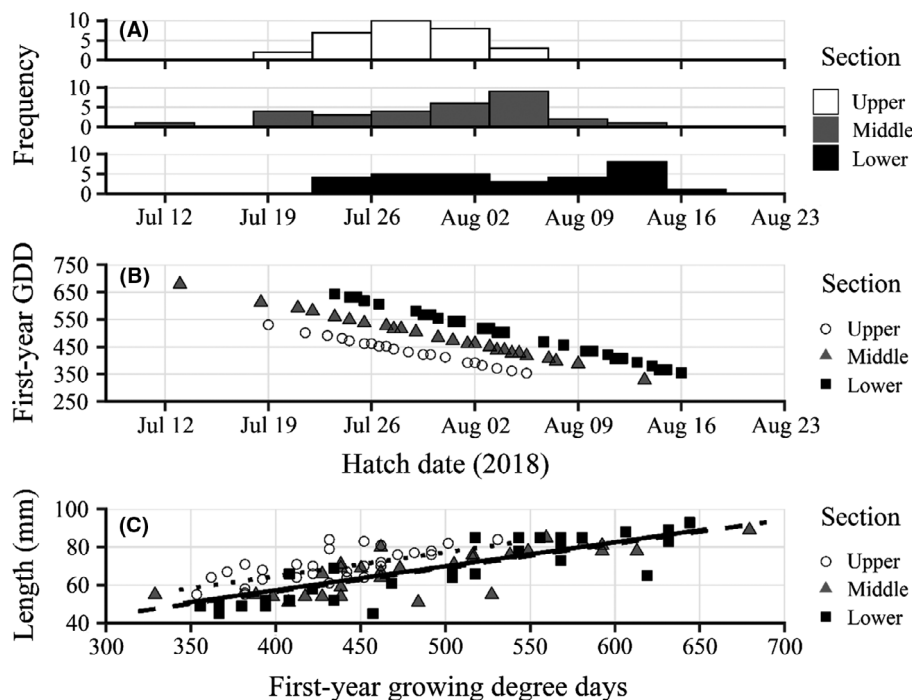 (A)
10
5
0
10
5
0
10
5
0
Frequency
Jul 12 Jul 19 Jul 26 Aug 02 Aug 09 Aug 16 Aug 23
Section
Upper
Middle
Lower
(B)
750
650
550
450
350
250
First-year GDD
Jul 12 Jul 19 Jul 26 Aug 02 Aug 09 Aug 16 Aug 23
Hatch date (2018)
Section
Upper
Middle
Lower
(C)
100
80
60
40
Length (mm)
300 400 500 600 700
First-year growing degree days
Section
Upper
Middle
Lower